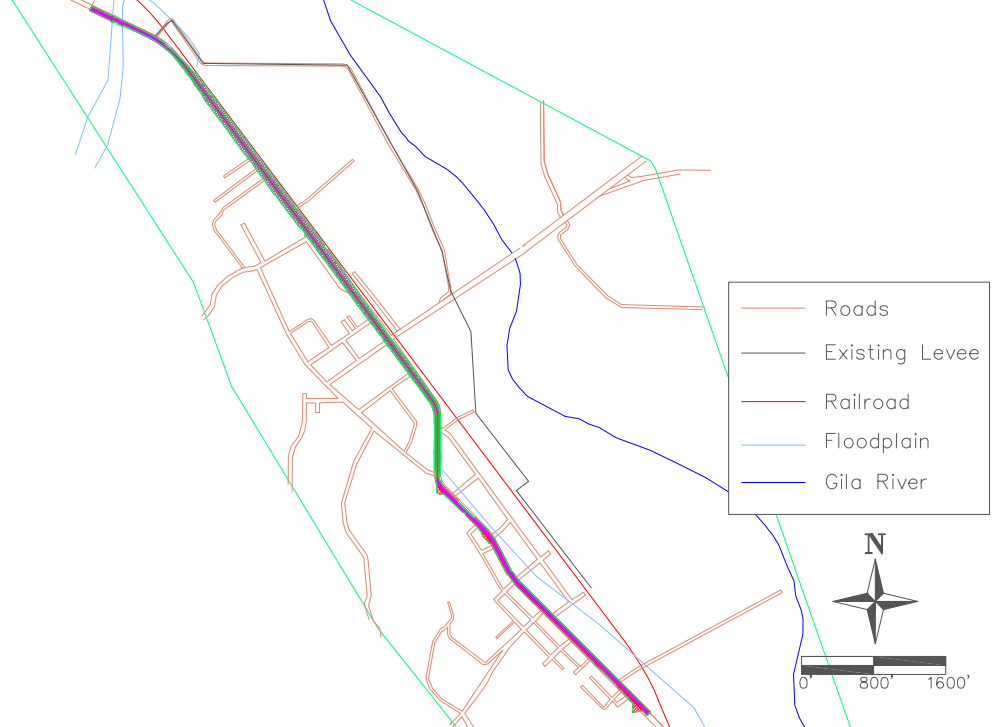 Roads
Existing Levee
Railroad
Floodplain
Gila River
N
0' 800' 1600'